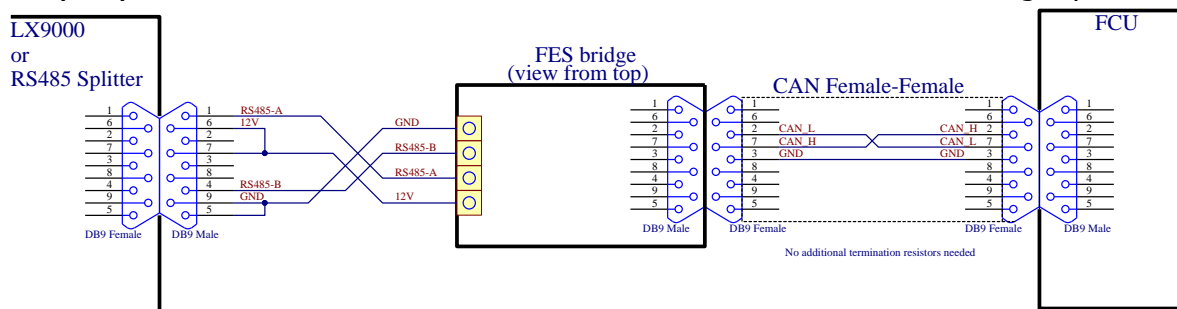 LX9000
or
RS485 Splitter
FES bridge
(view from top)
FCU
CAN Female-Female
1
6
2
7
3
8
4
9
5
DB9 Female
1
6
2
7
3
8
4
9
5
DB9 Male
RS485-A
12V
RS485-B
GND
GND
RS485-B
RS485-A
12V
1
6
2
7
3
8
4
9
5
DB9 Male
1
6
2
7
3
8
4
9
5
DB9 Female
CAN_L
CAN_H
GND
CAN_H
CAN_L
GND
1
6
2
7
3
8
4
9
5
DB9 Female
1
6
2
7
3
8
4
9
5
DB9 Male
No additional termination resistors needed